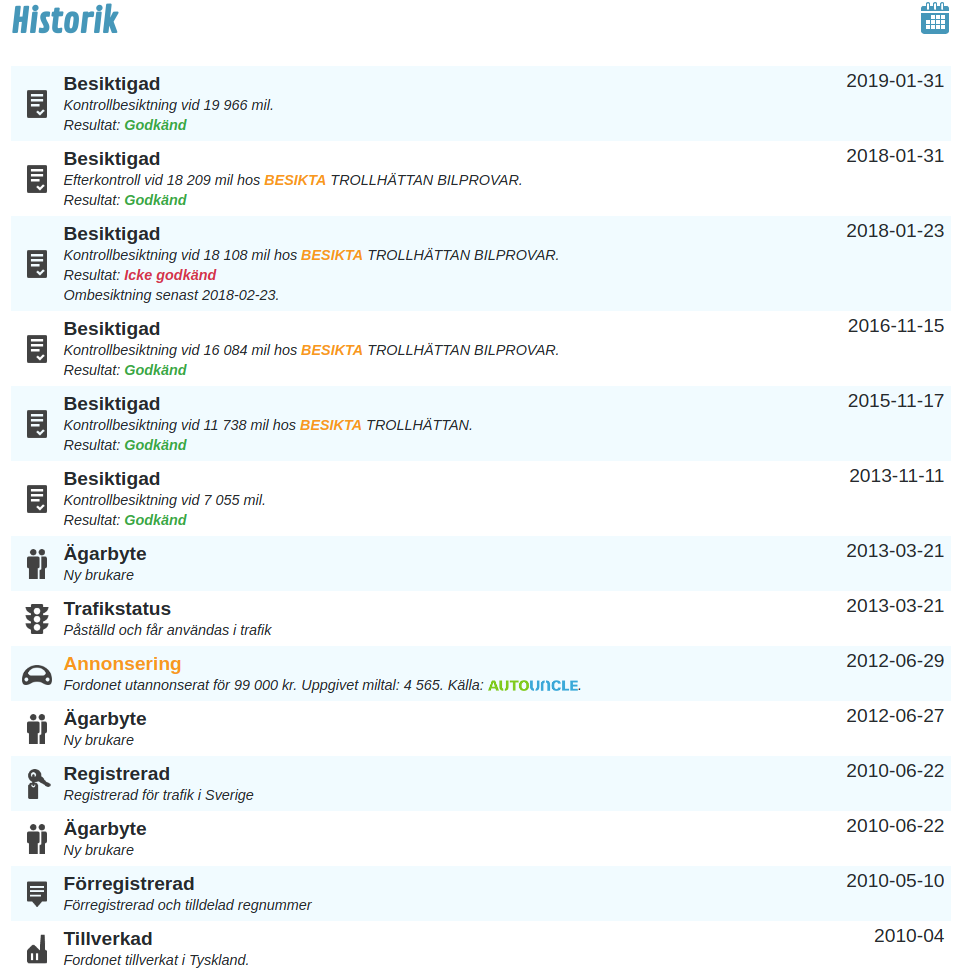 Historik
Besiktigad 2019-01-31
Kontrollbesiktning vid 19 966 mil.
Resultat: Godkänd
Besiktigad 2018-01-31
Efterkontroll vid 18 209 mil hos BESIKTA TROLLHÄTTAN BILPROVAR.
Resultat: Godkänd
Besiktigad 2018-01-23
Kontrollbesiktning vid 18 108 mil hos BESIKTA TROLLHÄTTAN BILPROVAR.
Resultat: Icke godkänd
Ombesiktning senast 2018-02-23.
Besiktigad 2016-11-15
Kontrollbesiktning vid 16 084 mil hos BESIKTA TROLLHÄTTAN BILPROVAR.
Resultat: Godkänd
Besiktigad 2015-11-17
Kontrollbesiktning vid 11 738 mil hos BESIKTA TROLLHÄTTAN.
Resultat: Godkänd
Besiktigad 2013-11-11
Kontrollbesiktning vid 7 055 mil.
Resultat: Godkänd
Ägarbyte 2013-03-21
Ny brukare
Trafikstatus 2013-03-21
Påställd och får användas i trafik
Annonsering 2012-06-29
Fordonet utannonserat för 99 000 kr. Uppgivet miltal: 4 565. Källa: AUTOUNCLE.
Ägarbyte 2012-06-27
Ny brukare
Registrerad 2010-06-22
Registrerad för trafik i Sverige
Ägarbyte 2010-06-22
Ny brukare
Förregistrerad 2010-05-10
Förregistrerad och tilldelad regnummer
Tillverkad 2010-04
Fordonet tillverkat i Tyskland.